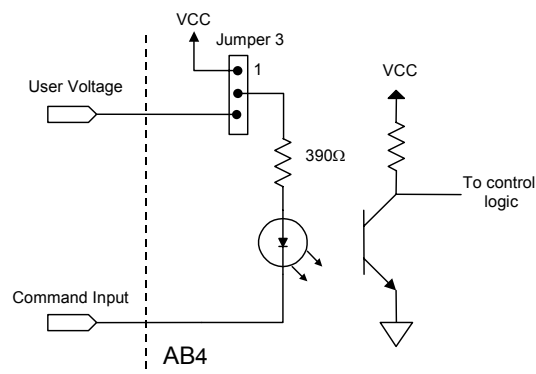 VCC
Jumper 3
1
User Voltage
VCC
390Ω
To control
logic
Command Input
AB4